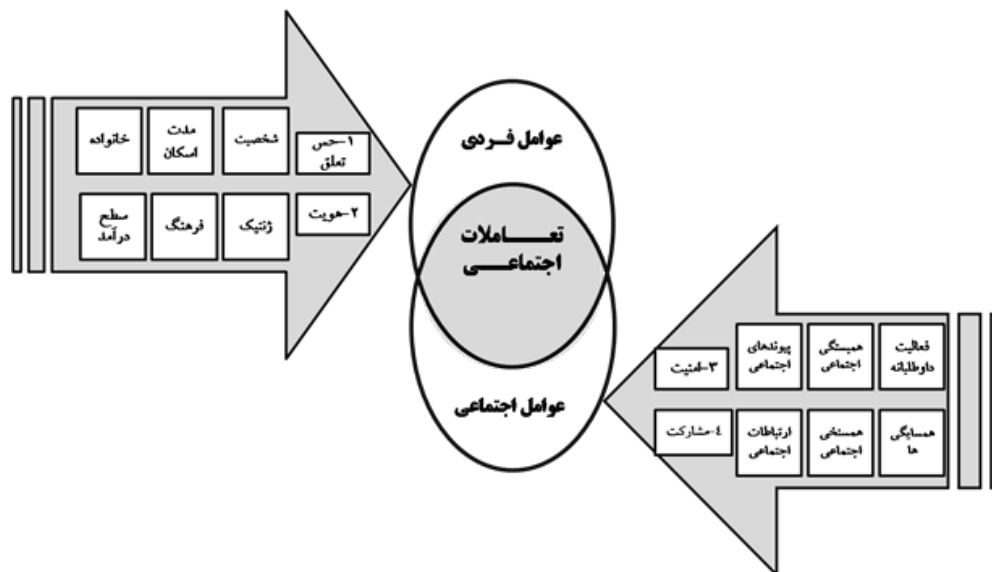 عوامل فردی
تعاملات
اجتماعی
عوامل اجتماعی
۱-حس
تعلق
شخصیت
مدت
اسکان
خانواده
۲-هویت
ژنتیک
فرهنگ
سطح
درآمد
فعالیت
داوطلبانه
همبستگی
اجتماعی
پیوندهای
اجتماعی
۳-امنیت
همسایگی
ها
همسنخی
اجتماعی
ارتباطات
اجتماعی
۴-مشارکت